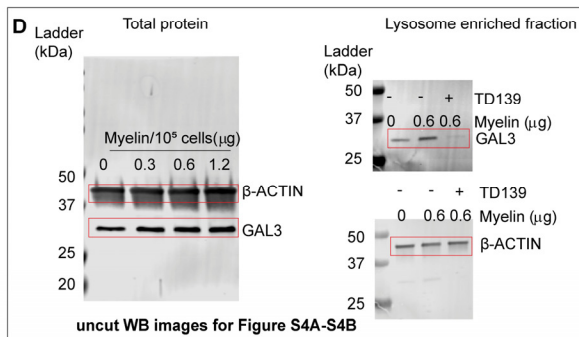 D
Total protein
Ladder
(kDa)
Myelin/10⁵ cells(μg)
0 0.3 0.6 1.2
50
37
25
20
β-ACTIN
GAL3
Lysosome enriched fraction
Ladder
(kDa)
50
37
25
- - + TD139
0 0.6 0.6 Myelin (μg)
GAL3
- - + TD139
0 0.6 0.6 Myelin (μg)
50
37
25
β-ACTIN
uncut WB images for Figure S4A-S4B